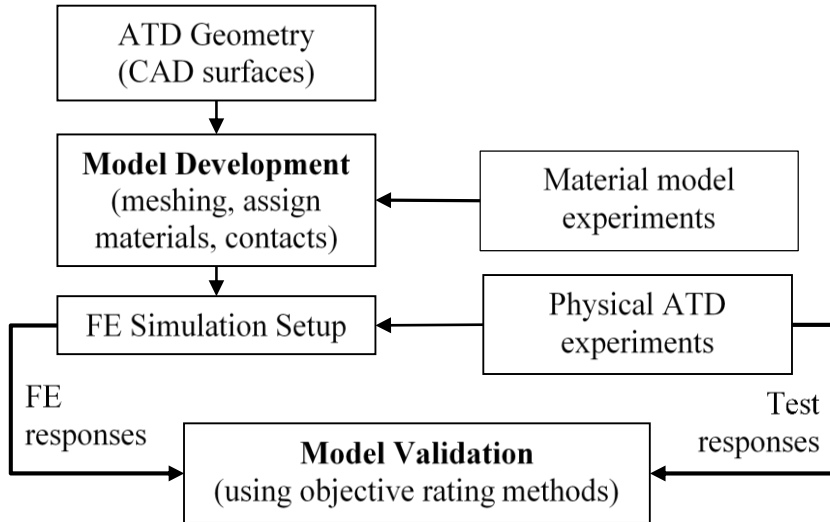 ATD Geometry
(CAD surfaces)
Model Development
(meshing, assign
materials, contacts)
Material model
experiments
FE Simulation Setup
Physical ATD
experiments
FE
responses
Test
responses
Model Validation
(using objective rating methods)